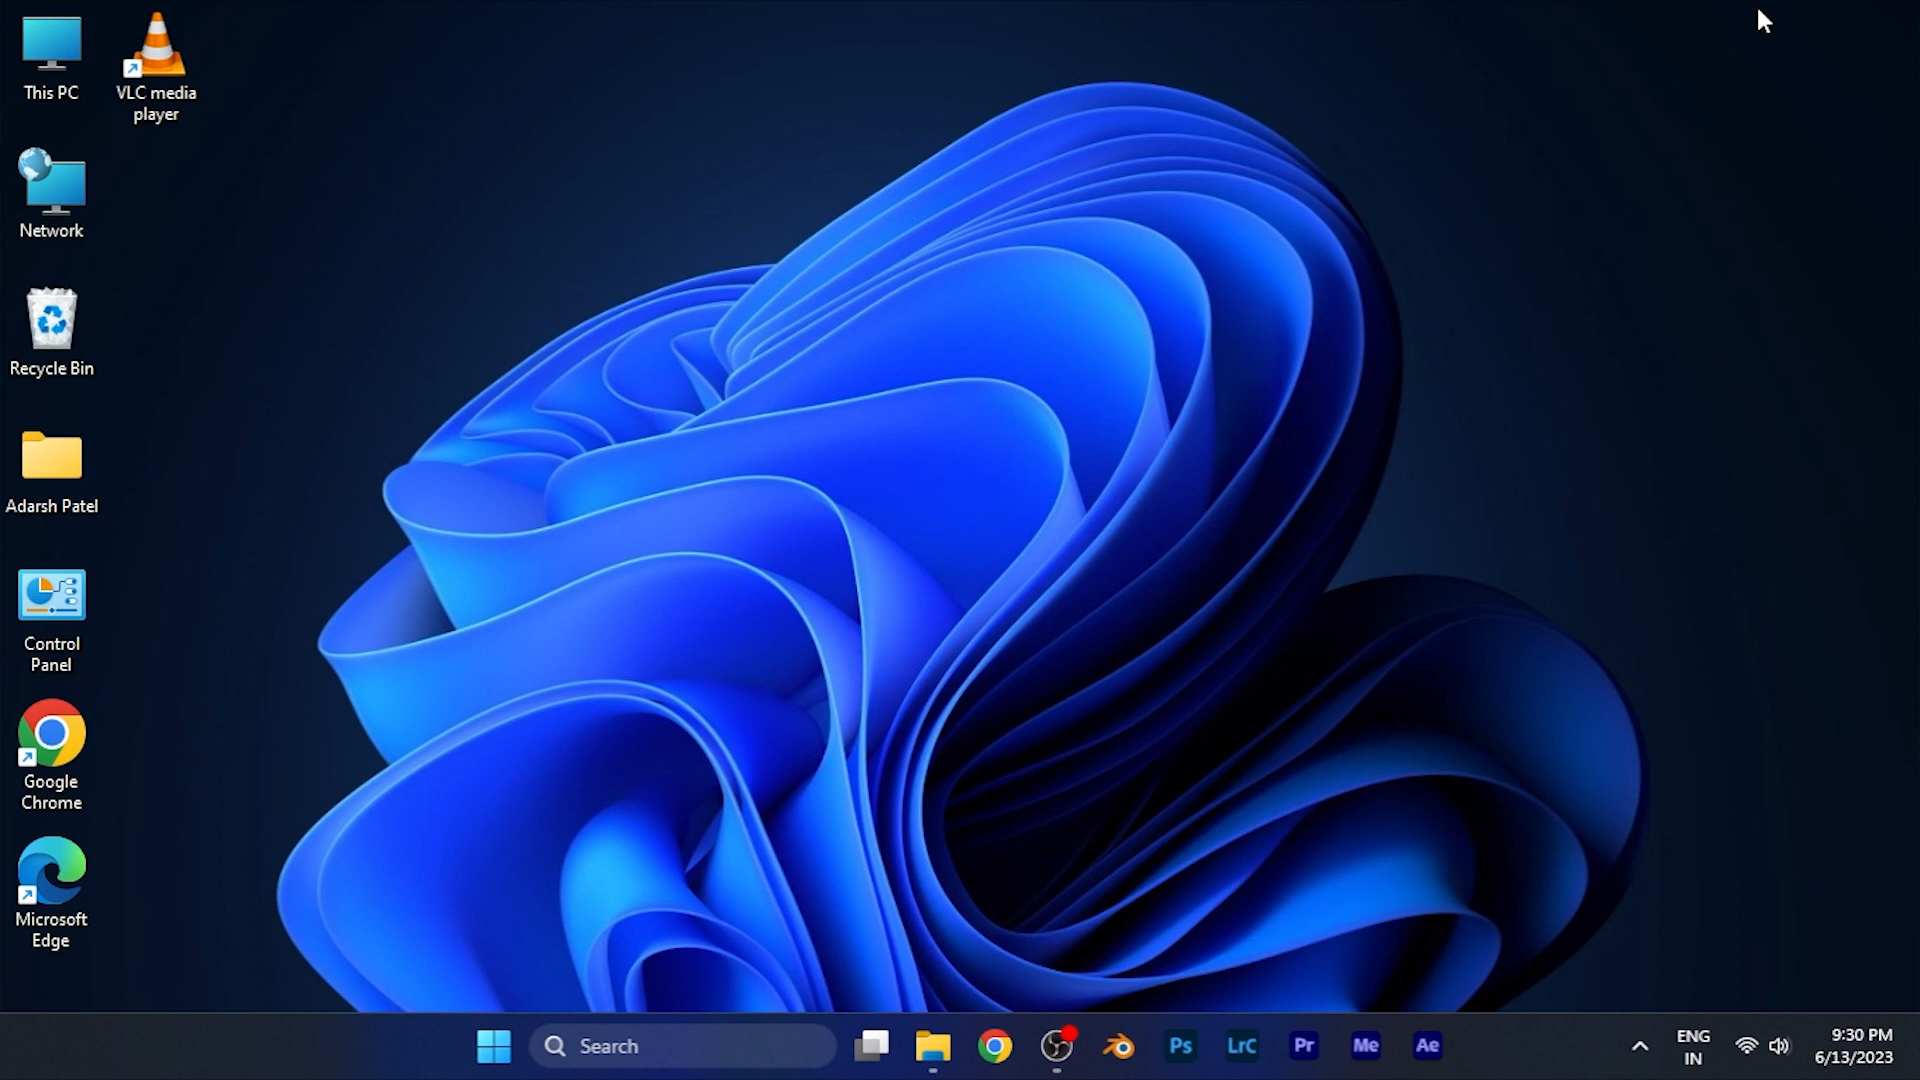 This PC
VLC media
player
Network
Recycle Bin
Adarsh Patel
Control
Panel
Google
Chrome
Microsoft
Edge
Search
Ps
LrC
Pr
Me
Ae
ENG
IN
9:30 PM
6/13/2023